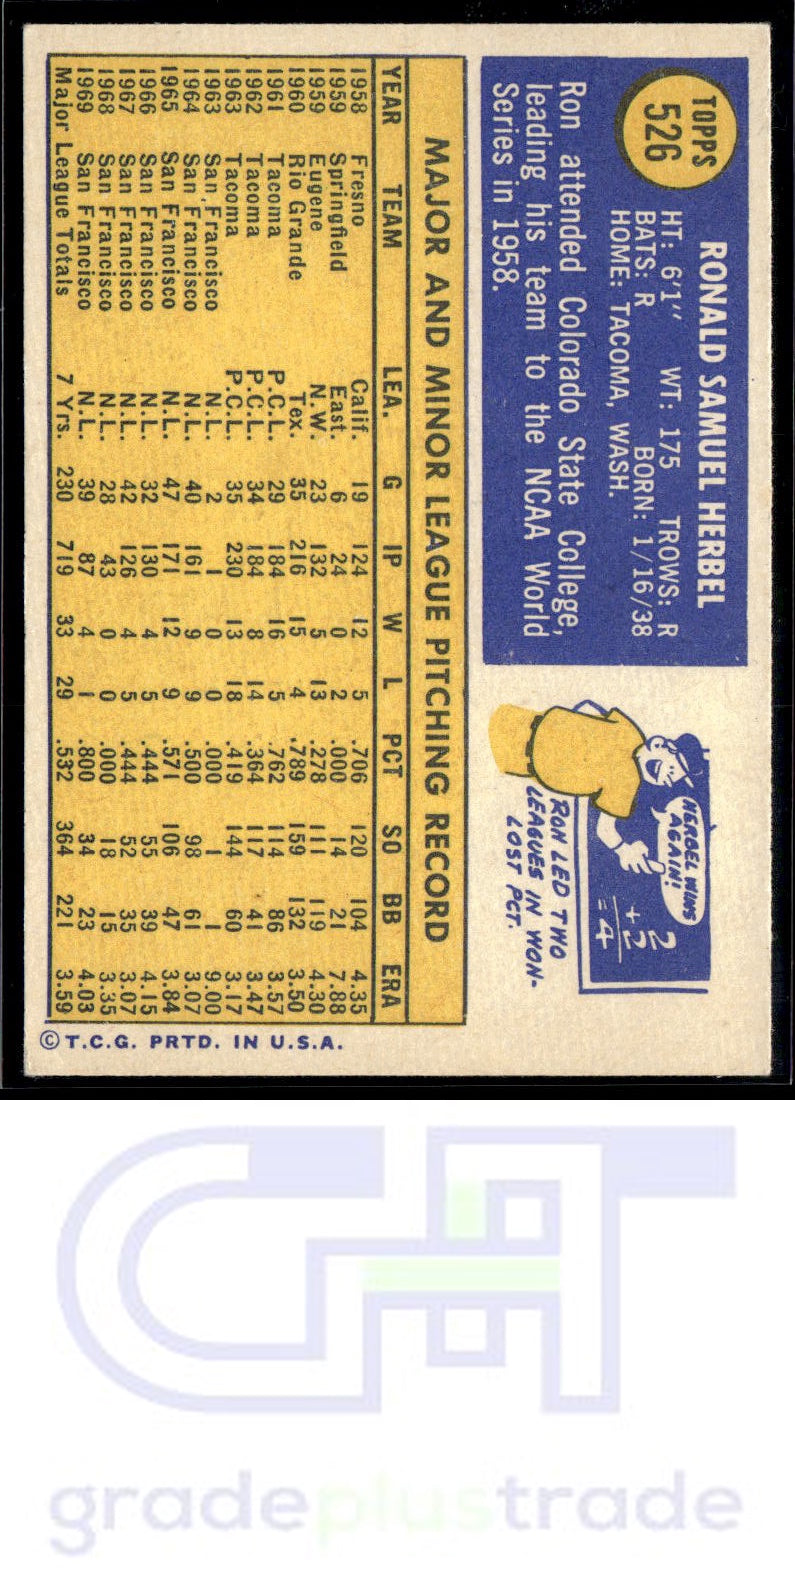 TOPPS
526
RONALD SAMUEL HERBEL
HT: 6'1" WT: 175 TROWS: R
BATS: R BORN: 1/16/38
HOME: TACOMA, WASH.
Ron attended Colorado State College,
leading his team to the NCAA World
Series in 1958.
HERBEL WINS
AGAIN!
2
+2
=4
RON LED TWO
LEAGUES IN WON-
LOST PCT.
MAJOR AND MINOR LEAGUE PITCHING RECORD
YEAR TEAM LEA. G IP W L PCT SO BB ERA
1958 Fresno Calif. 19 124 12 5 .706 120 104 4.35
1959 Springfield East. 6 24 0 2 .000 14 21 7.88
1959 Eugene N.W. 23 132 5 13 .278 111 119 4.30
1960 Rio Grande Tex. 35 216 15 4 .789 159 132 3.50
1961 Tacoma P.C.L. 29 184 16 5 .762 114 86 3.57
1962 Tacoma P.C.L. 34 184 8 14 .364 117 41 3.47
1963 Tacoma P.C.L. 35 230 13 18 .419 144 60 3.17
1963 San Francisco N.L. 2 1 0 0 .000 1 1 9.00
1964 San Francisco N.L. 40 161 9 9 .500 98 61 3.07
1965 San Francisco N.L. 47 171 12 9 .571 106 47 3.84
1966 San Francisco N.L. 32 130 4 5 .444 55 39 4.15
1967 San Francisco N.L. 42 126 4 5 .444 52 35 3.07
1968 San Francisco N.L. 28 43 0 0 .000 18 15 3.35
1969 San Francisco N.L. 39 87 4 1 .800 34 23 4.03
Major League Totals 7 Yrs. 230 719 33 29 .532 364 221 3.59
© T.C.G. PRTD. IN U.S.A.
gradeplustrade